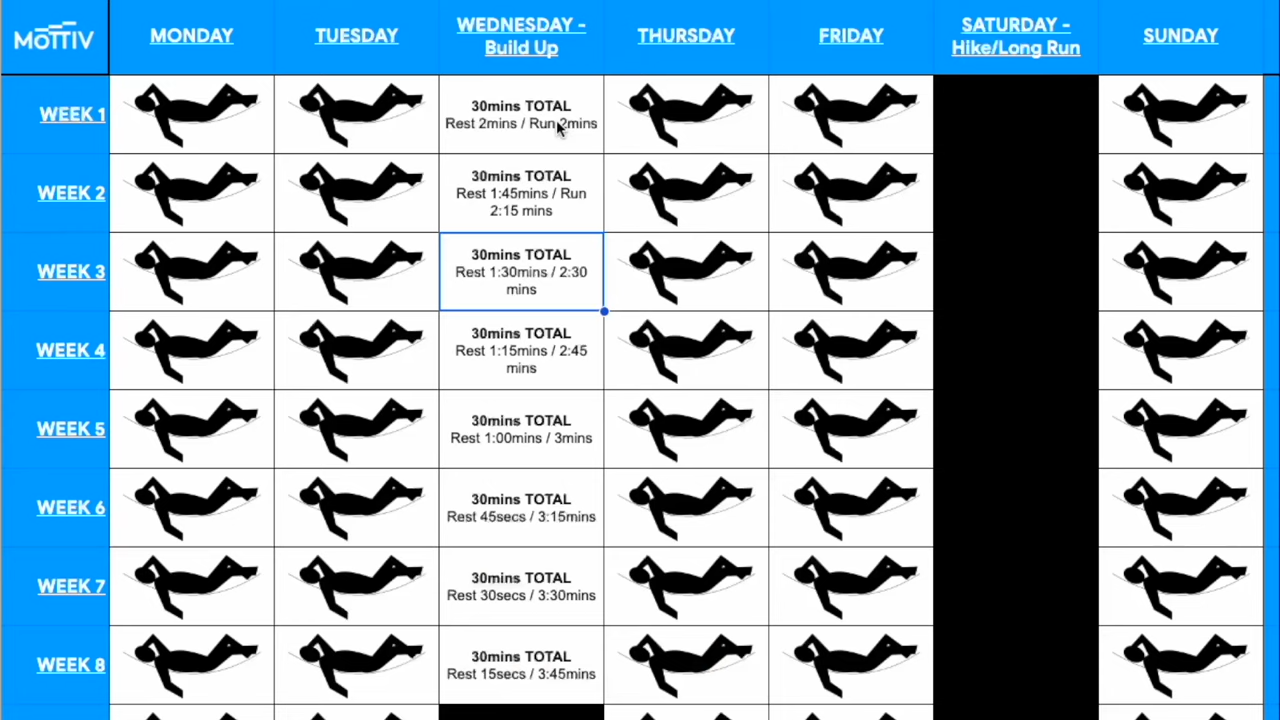 MōTTIV
MONDAY
TUESDAY
WEDNESDAY -
Build Up
THURSDAY
FRIDAY
SATURDAY -
Hike/Long Run
SUNDAY
WEEK 1
30mins TOTAL
Rest 2mins / Run 2mins
WEEK 2
30mins TOTAL
Rest 1:45mins / Run
2:15 mins
WEEK 3
30mins TOTAL
Rest 1:30mins / 2:30
mins
WEEK 4
30mins TOTAL
Rest 1:15mins / 2:45
mins
WEEK 5
30mins TOTAL
Rest 1:00mins / 3mins
WEEK 6
30mins TOTAL
Rest 45secs / 3:15mins
WEEK 7
30mins TOTAL
Rest 30secs / 3:30mins
WEEK 8
30mins TOTAL
Rest 15secs / 3:45mins